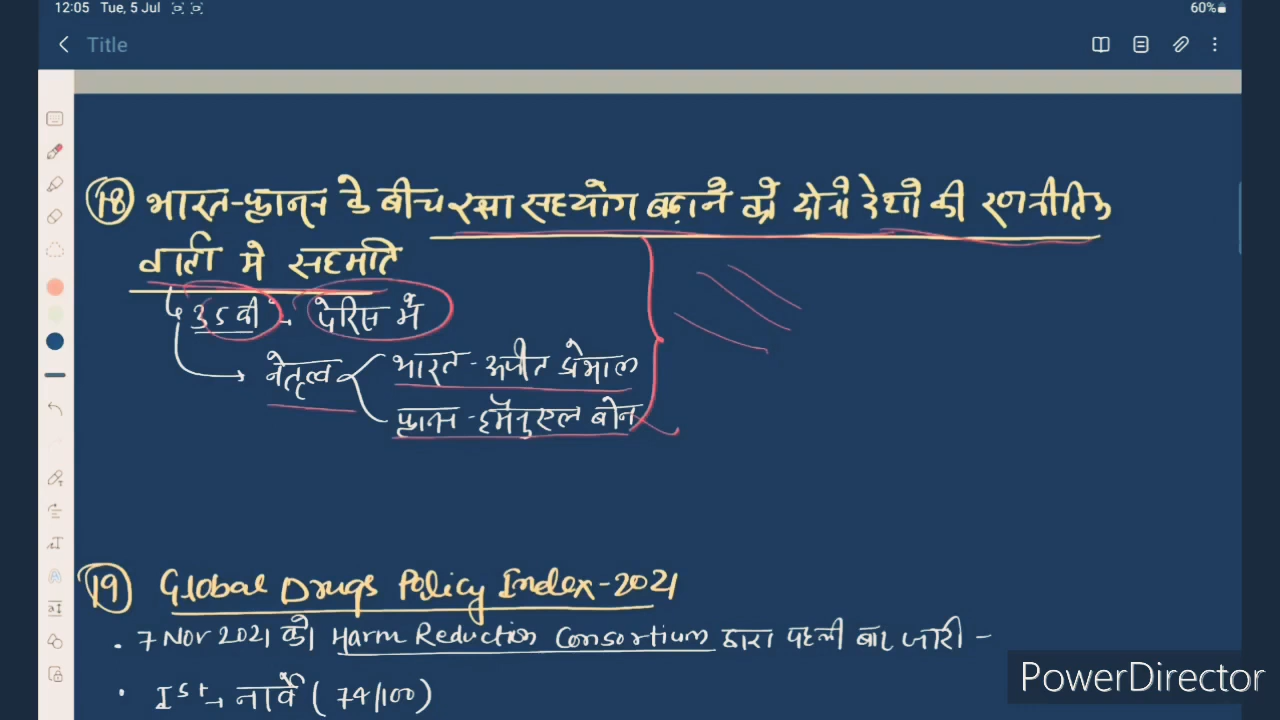 12:05 Tue, 5 Jul
60%
Title
18 भारत-फ्रान्स के बीच रक्षा सहयोग बढ़ाने को दोनो देशो की रणनीतिक
वार्ता मे सहमति
35वी - पेरिस में
नेतृत्व
भारत - अजीत डोभाल
फ्रान्स - इमैनुएल बोन
19 Global Drugs Policy Index-2021
. 7 Nov 2021 को Harm Reduction Consortium द्वारा पहली बार जारी -
. Ist → नार्वे (74/100)
PowerDirector